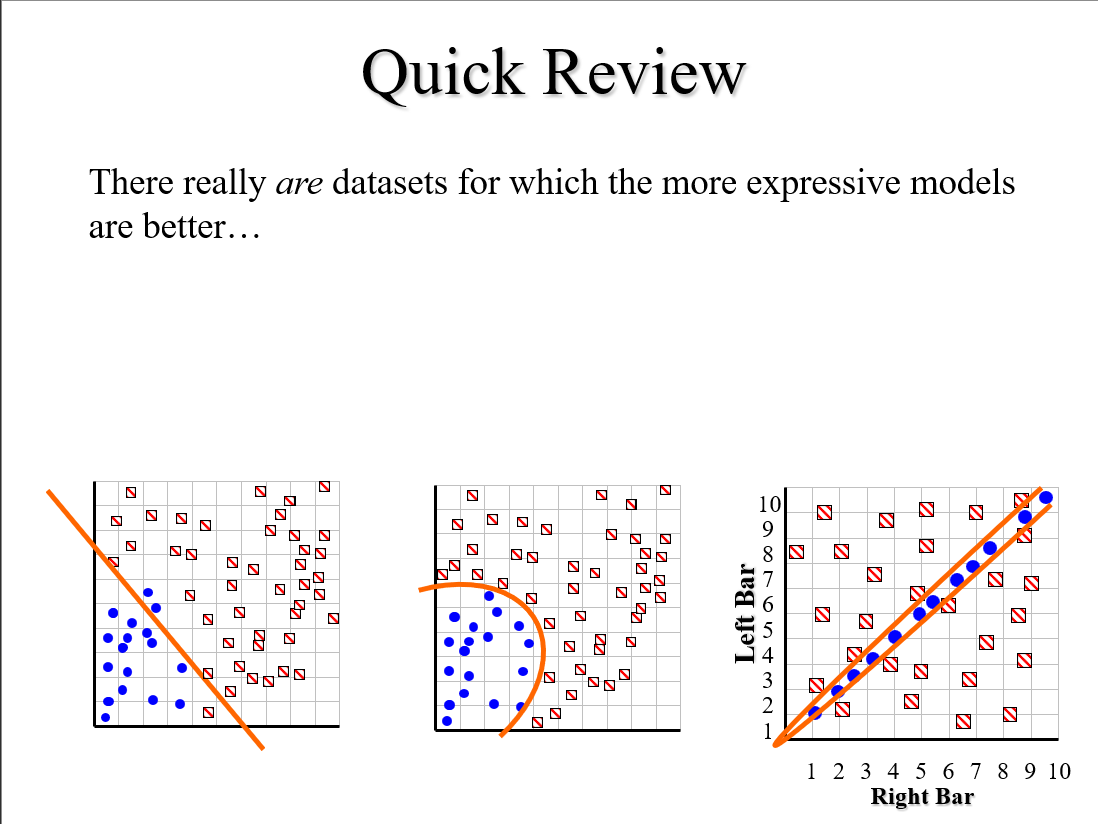 Quick Review
There really are datasets for which the more expressive models
are better…
10
9
8
7
6
5
4
3
2
1
Left Bar
1 2 3 4 5 6 7 8 9 10
Right Bar